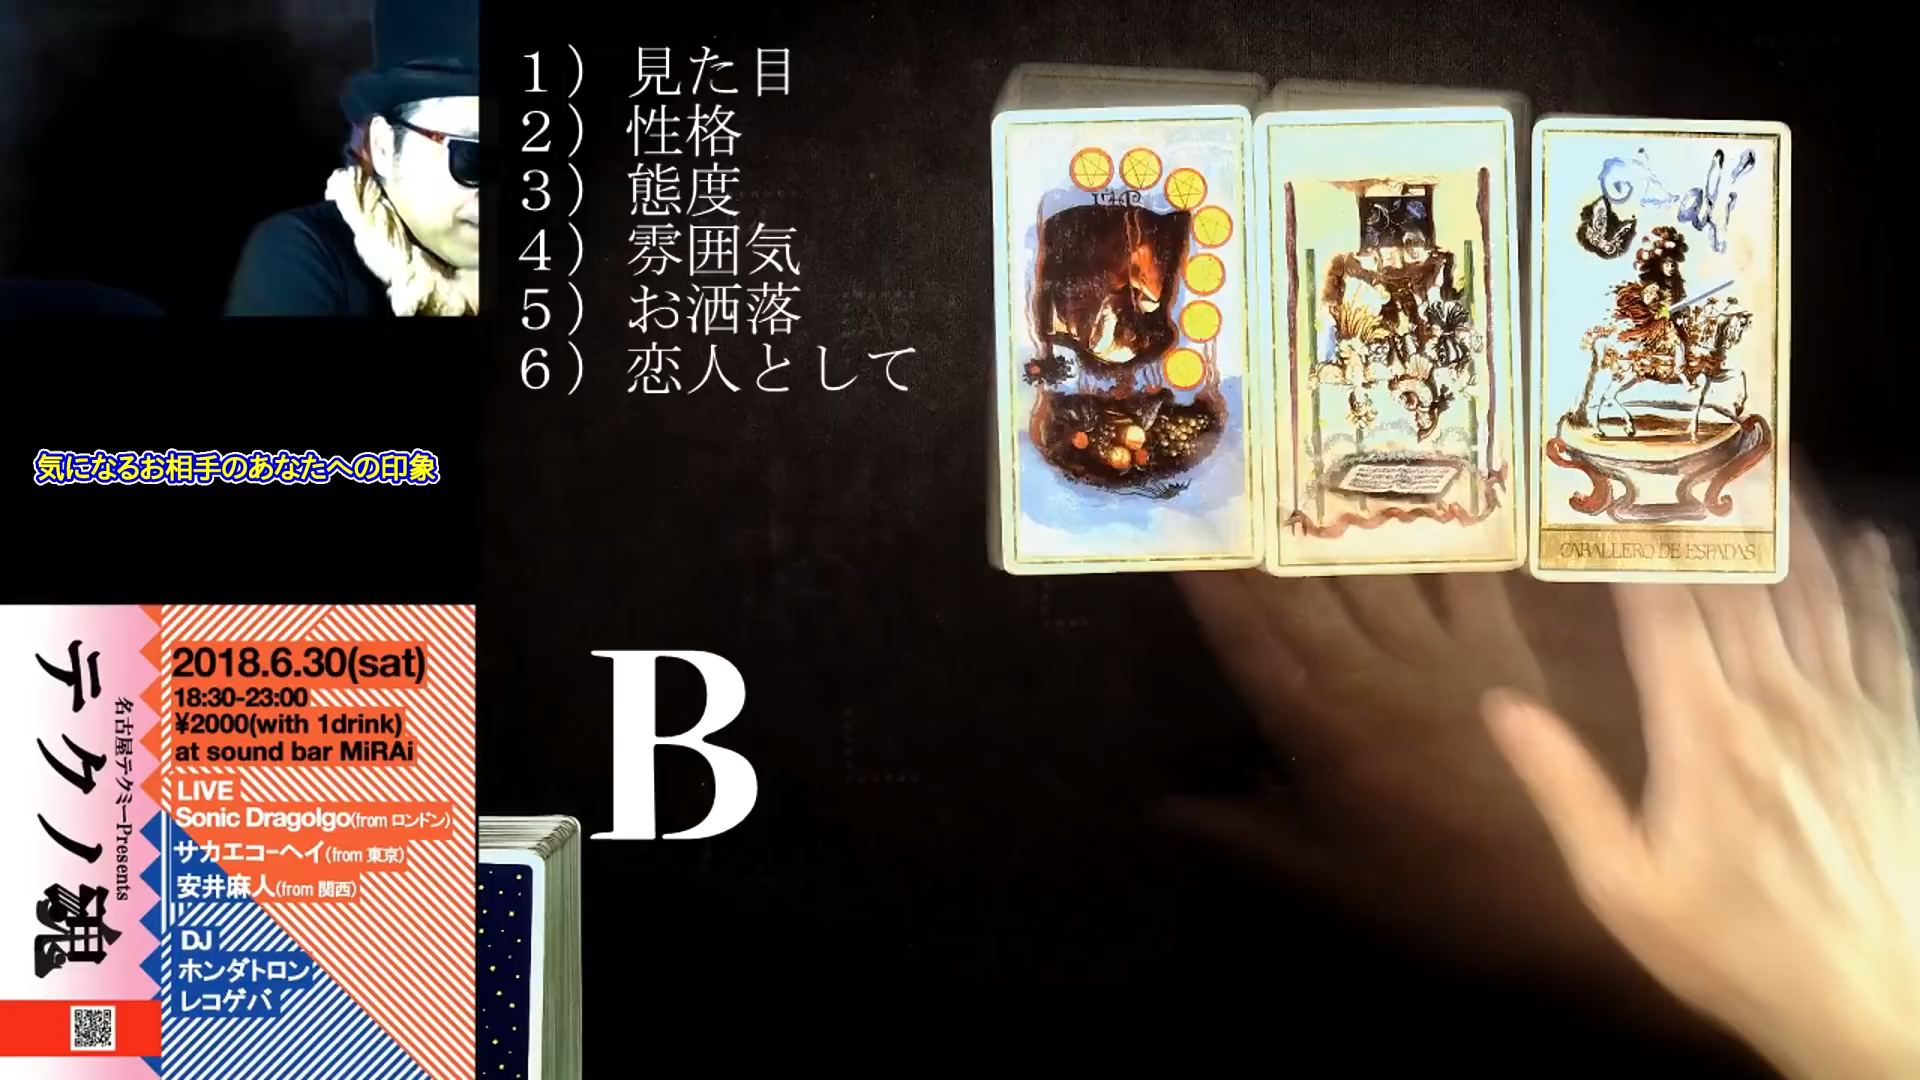 1） 見た目
2） 性格
3） 態度
4） 雰囲気
5） お洒落
6） 恋人として
気になるお相手のあなたへの印象
テクノ魂
名古屋テクミーPresents
2018.6.30(sat)
18:30-23:00
¥2000(with 1drink)
at sound bar MiRAi
LIVE
Sonic Dragolgo(from ロンドン)
サカエコーヘイ(from 東京)
安井麻人(from 関西)
DJ
ホンダトロン
レコゲバ
B
Dalí
CABALLERO DE ESPADAS